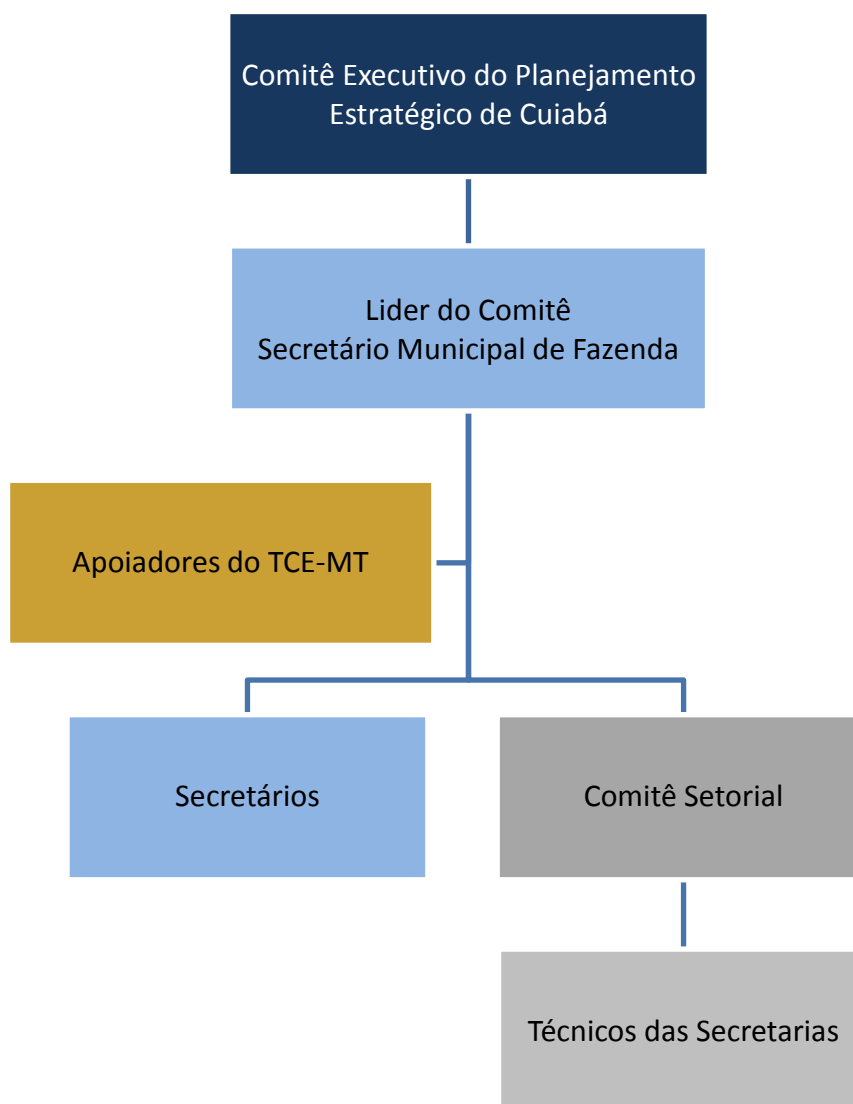 Comitê Executivo do Planejamento
Estratégico de Cuiabá
Lider do Comitê
Secretário Municipal de Fazenda
Apoiadores do TCE-MT
Secretários
Comitê Setorial
Técnicos das Secretarias